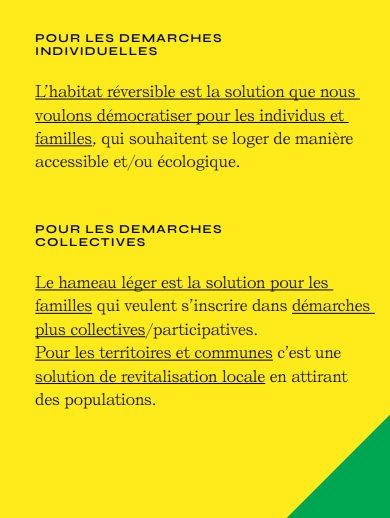 POUR LES DEMARCHES
INDIVIDUELLES
L’habitat réversible est la solution que nous
voulons démocratiser pour les individus et
familles, qui souhaitent se loger de manière
accessible et/ou écologique.
POUR LES DEMARCHES
COLLECTIVES
Le hameau léger est la solution pour les
familles qui veulent s’inscrire dans démarches
plus collectives/participatives.
Pour les territoires et communes c’est une
solution de revitalisation locale en attirant
des populations.